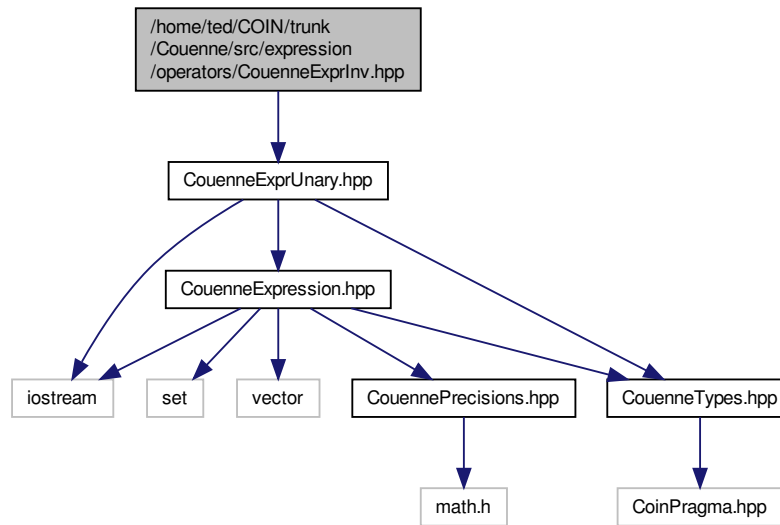 /home/ted/COIN/trunk
/Couenne/src/expression
/operators/CouenneExprInv.hpp
CouenneExprUnary.hpp
CouenneExpression.hpp
iostream
set
vector
CouennePrecisions.hpp
CouenneTypes.hpp
math.h
CoinPragma.hpp